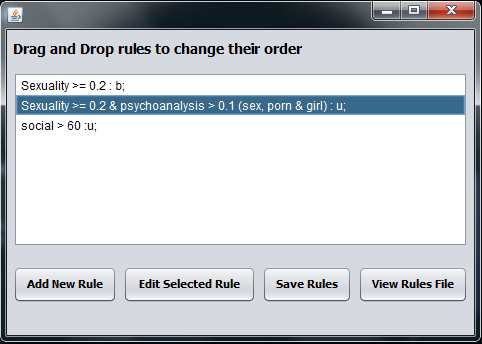 Drag and Drop rules to change their order
Sexuality >= 0.2 : b;
Sexuality >= 0.2 & psychoanalysis > 0.1 (sex, porn & girl) : u;
social > 60 :u;
Add New Rule Edit Selected Rule Save Rules View Rules File